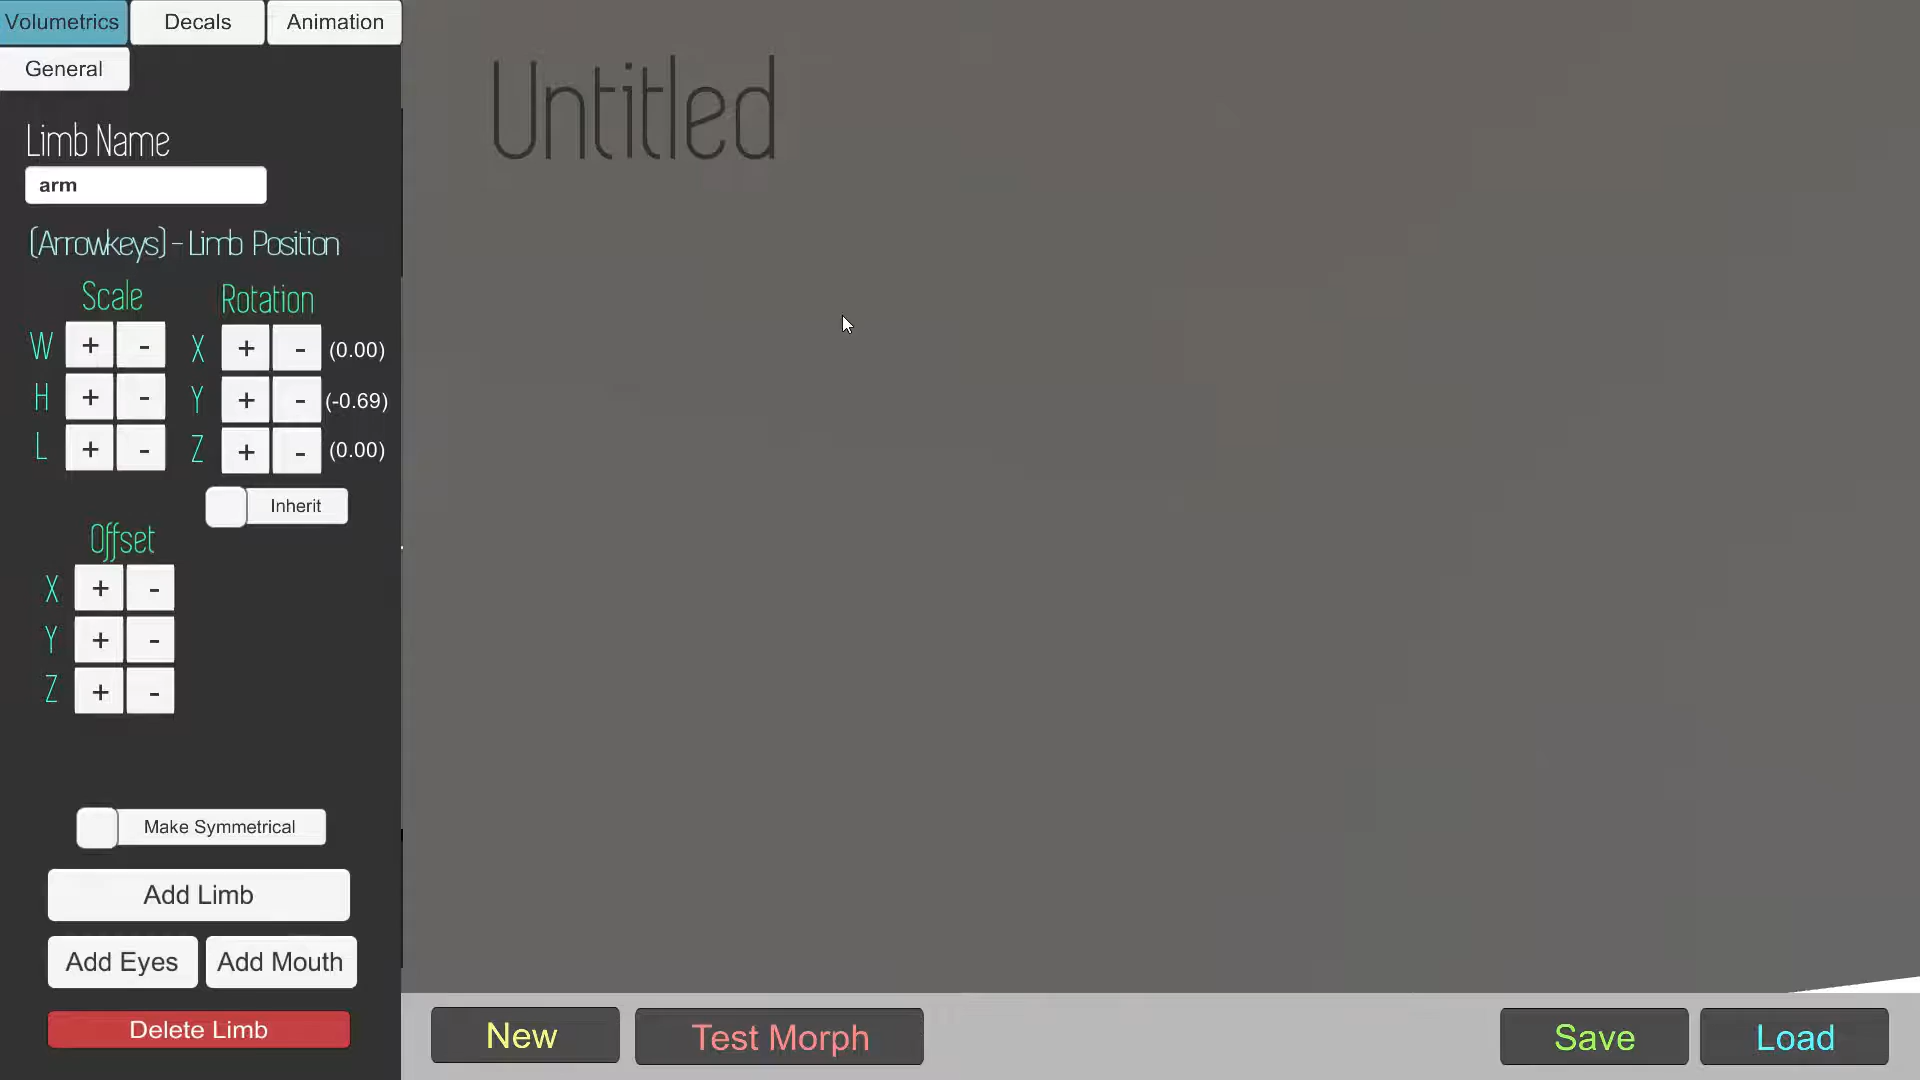 Volumetrics Decals Animation
General
Untitled
Limb Name
arm
(Arrowkeys) - Limb Position
Scale Rotation
W + - X + - (0.00)
H + - Y + - (-0.69)
L + - Z + - (0.00)
Inherit
Offset
X + -
Y + -
Z + -
Make Symmetrical
Add Limb
Add Eyes Add Mouth
Delete Limb
New Test Morph Save Load